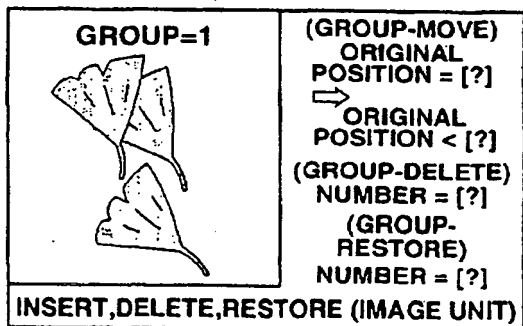 GROUP=1
(GROUP-MOVE)
ORIGINAL
POSITION = [?]
ORIGINAL
POSITION < [?]
(GROUP-DELETE)
NUMBER = [?]
(GROUP-
RESTORE)
NUMBER = [?]
INSERT,DELETE,RESTORE (IMAGE UNIT)